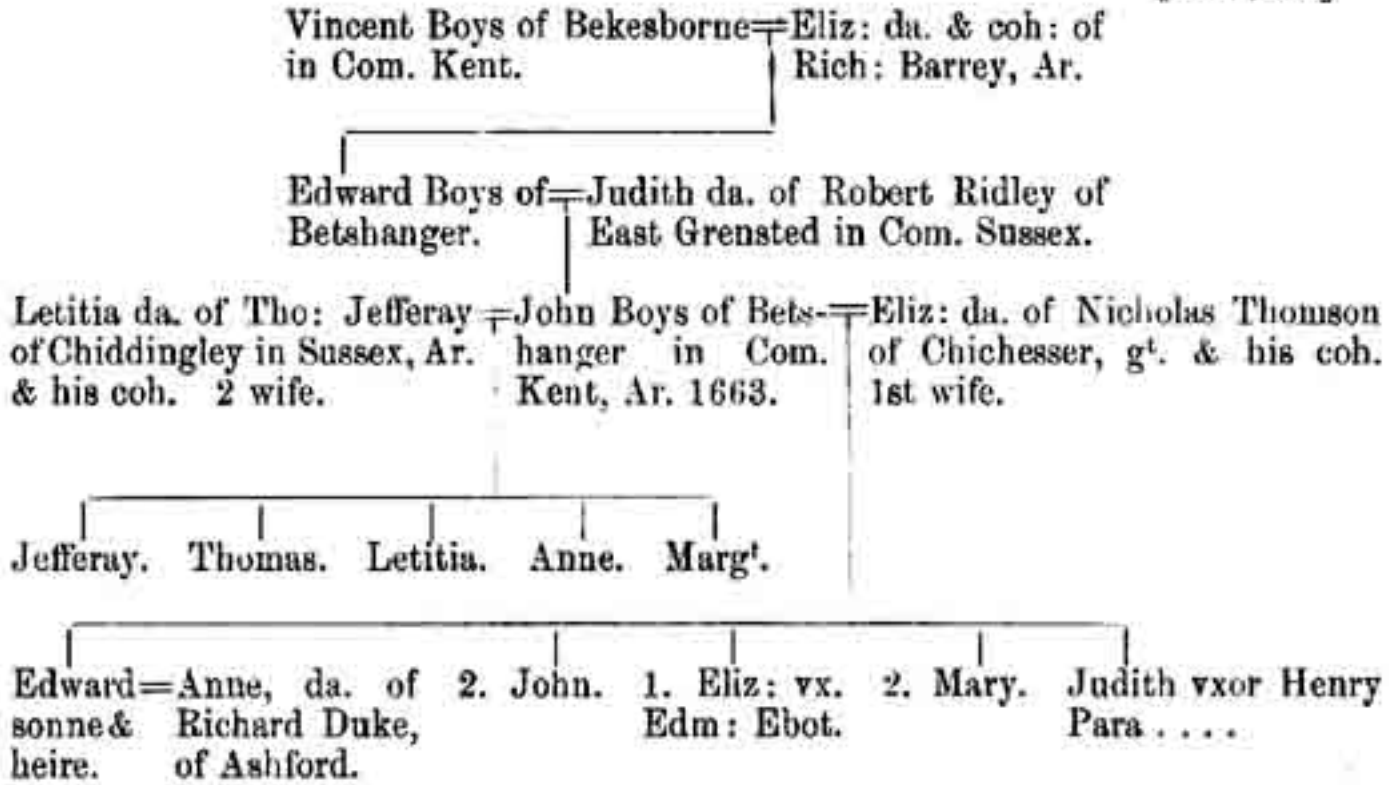 Vincent Boys of Bekesborne=Eliz: da. & coh: of
in Com. Kent. Rich: Barrey, Ar.
Edward Boys of=Judith da. of Robert Ridley of
Betshanger. East Grensted in Com. Sussex.
Letitia da. of Tho: Jefferay=John Boys of Bets-=Eliz: da. of Nicholas Thomson
of Chiddingley in Sussex, Ar. hanger in Com. of Chichesser, gᵗ. & his coh.
& his coh. 2 wife. Kent, Ar. 1663. 1st wife.
Jefferay. Thomas. Letitia. Anne. Margᵗ.
Edward=Anne, da. of 2. John. 1. Eliz: vx. 2. Mary. Judith vxor Henry
sonne & Richard Duke, Edm: Ebot. Para . . . .
heire. of Ashford.